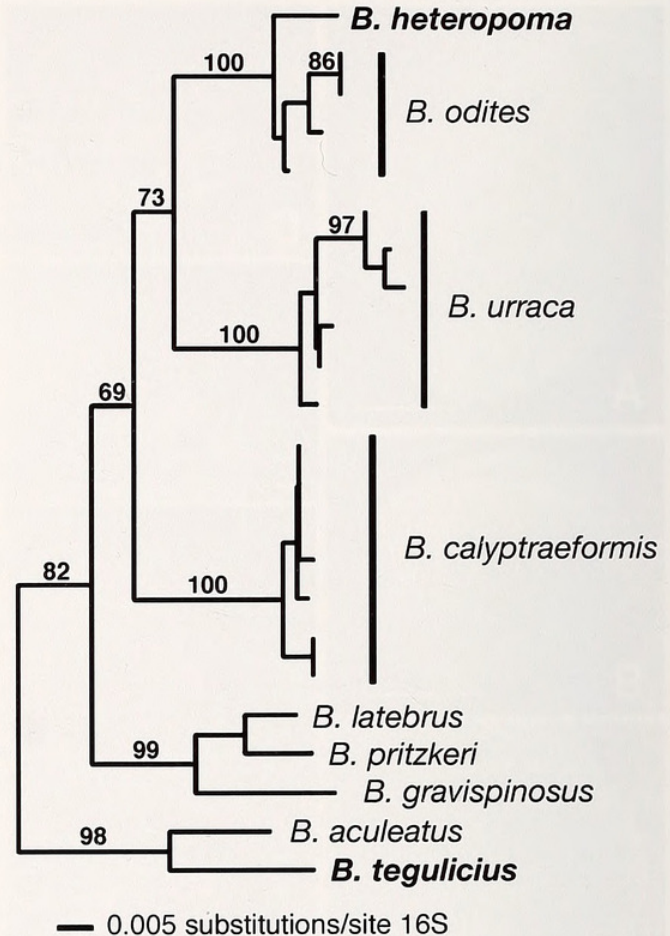 B. heteropoma
100
86
B. odites
73
97
B. urraca
100
69
B. calyptraeformis
82
100
B. latebrus
B. pritzkeri
99
B. gravispinosus
98
B. aculeatus
B. tegulicius
0.005 substitutions/site 16S